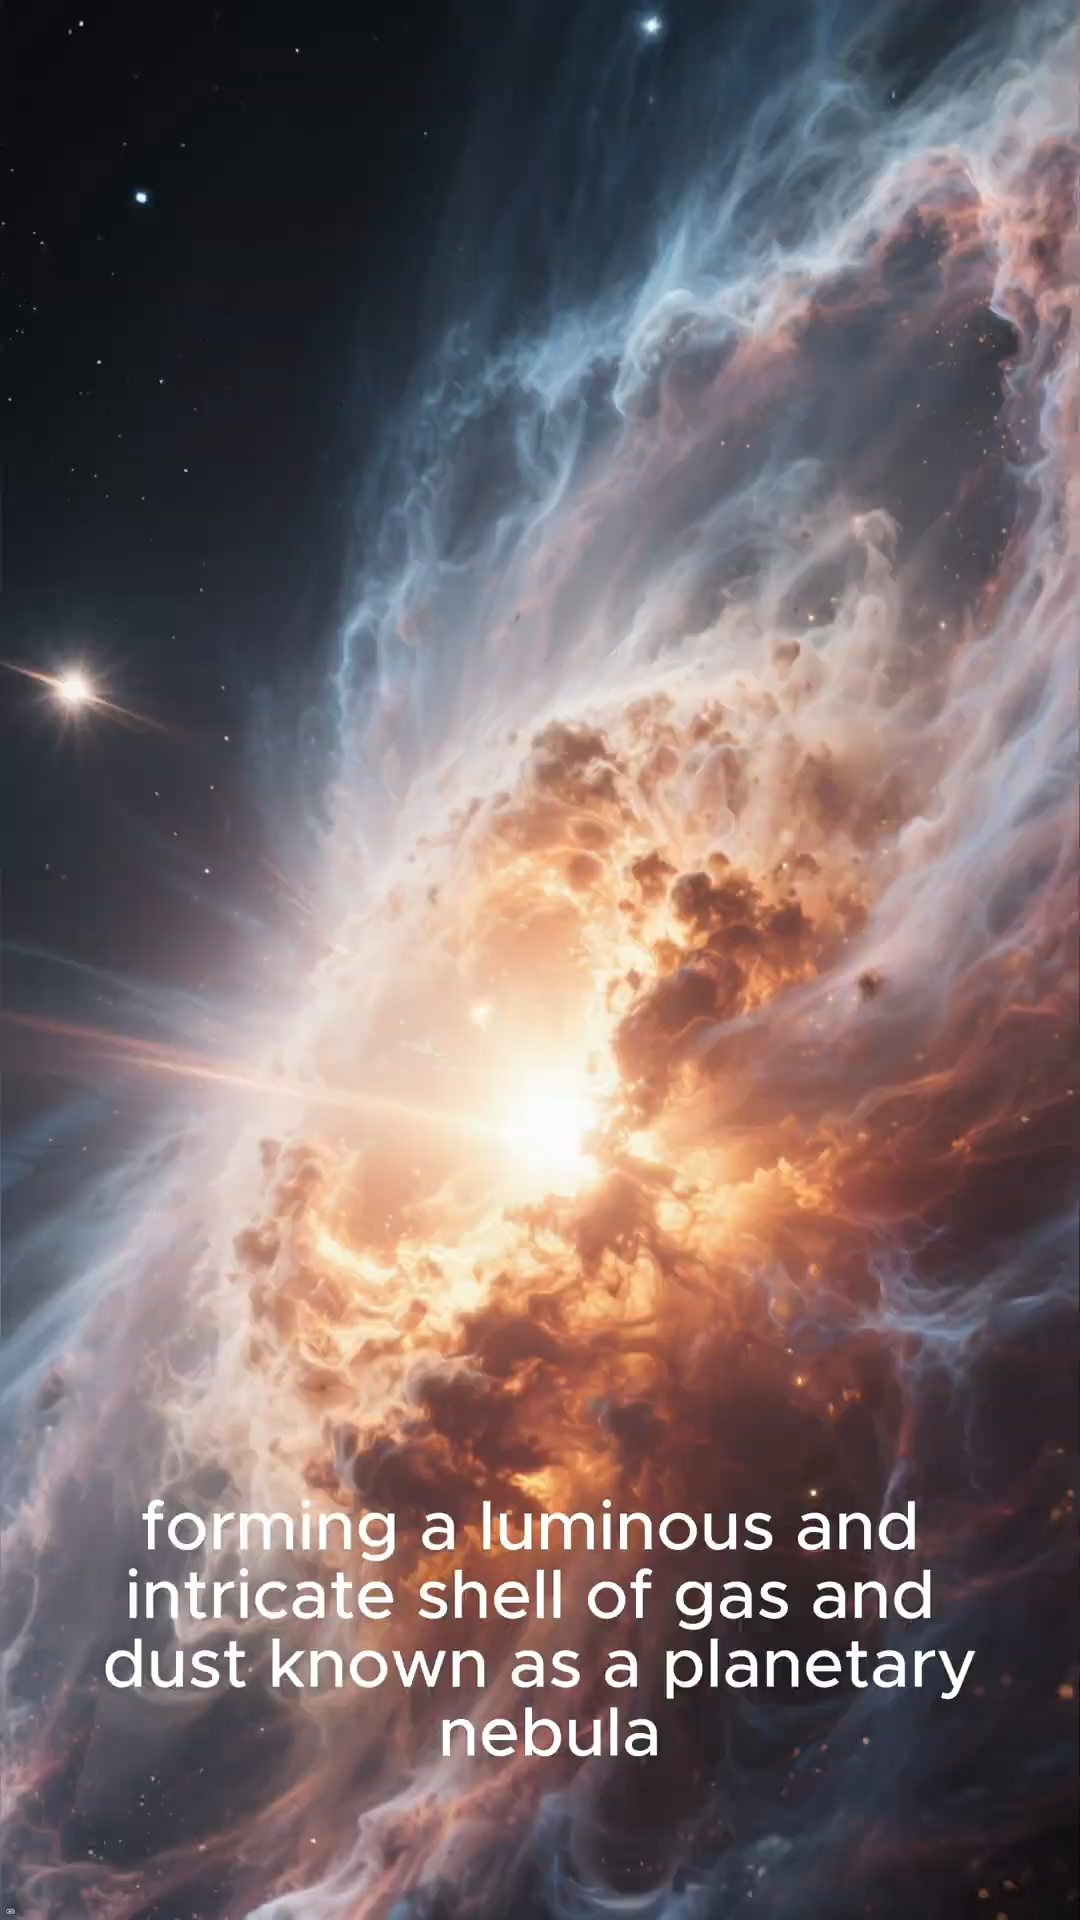 forming a luminous and
intricate shell of gas and
dust known as a planetary
nebula